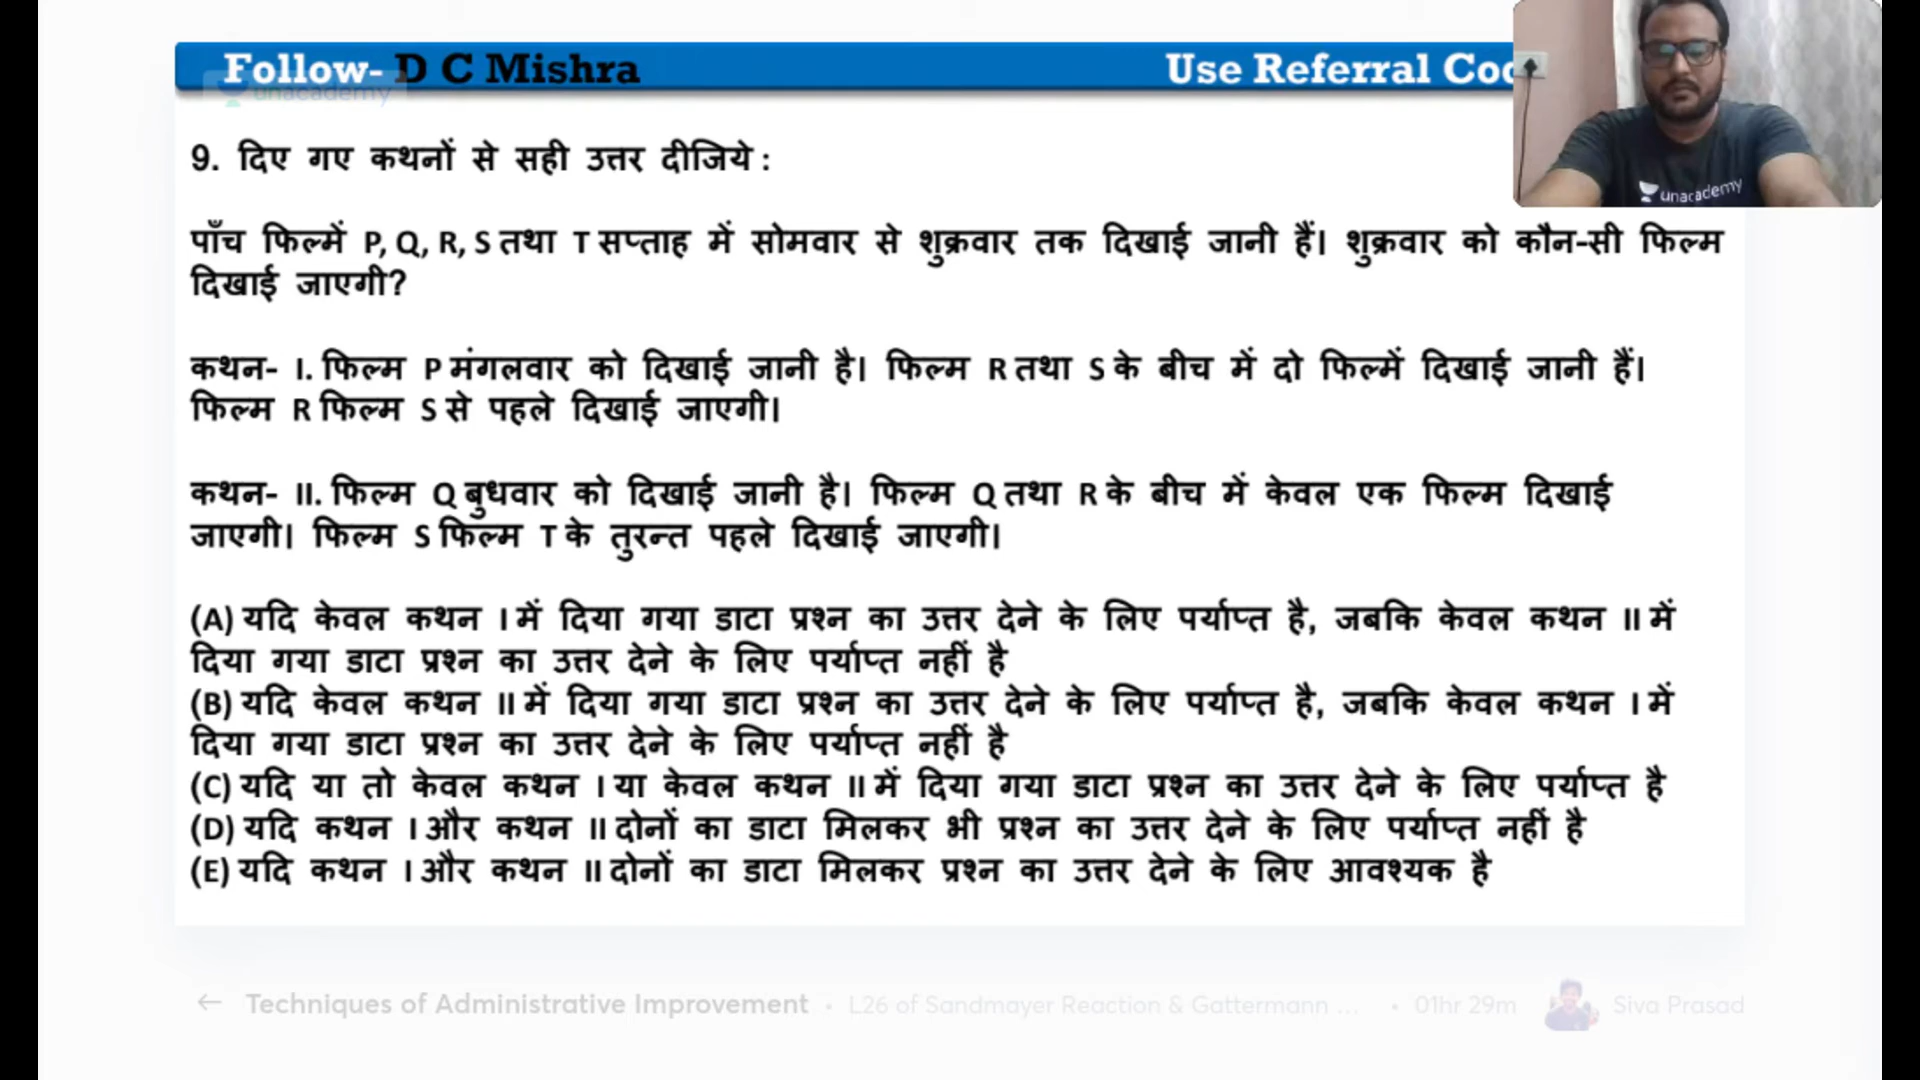 Follow- D C Mishra
Use Referral Co
unacademy
unacademy
9. दिए गए कथनों से सही उत्तर दीजिये :
पाँच फिल्में P, Q, R, S तथा T सप्ताह में सोमवार से शुक्रवार तक दिखाई जानी हैं। शुक्रवार को कौन-सी फिल्म
दिखाई जाएगी?
कथन- I. फिल्म P मंगलवार को दिखाई जानी है। फिल्म R तथा S के बीच में दो फिल्में दिखाई जानी हैं।
फिल्म R फिल्म S से पहले दिखाई जाएगी।
कथन- II. फिल्म Q बुधवार को दिखाई जानी है। फिल्म Q तथा R के बीच में केवल एक फिल्म दिखाई
जाएगी। फिल्म S फिल्म T के तुरन्त पहले दिखाई जाएगी।
(A) यदि केवल कथन I में दिया गया डाटा प्रश्न का उत्तर देने के लिए पर्याप्त है, जबकि केवल कथन II में
दिया गया डाटा प्रश्न का उत्तर देने के लिए पर्याप्त नहीं है
(B) यदि केवल कथन II में दिया गया डाटा प्रश्न का उत्तर देने के लिए पर्याप्त है, जबकि केवल कथन I में
दिया गया डाटा प्रश्न का उत्तर देने के लिए पर्याप्त नहीं है
(C) यदि या तो केवल कथन I या केवल कथन II में दिया गया डाटा प्रश्न का उत्तर देने के लिए पर्याप्त है
(D) यदि कथन I और कथन II दोनों का डाटा मिलकर भी प्रश्न का उत्तर देने के लिए पर्याप्त नहीं है
(E) यदि कथन I और कथन II दोनों का डाटा मिलकर प्रश्न का उत्तर देने के लिए आवश्यक है
← Techniques of Administrative Improvement • L26 of Sandmayer Reaction & Gattermann ... • 01hr 29m Siva Prasad